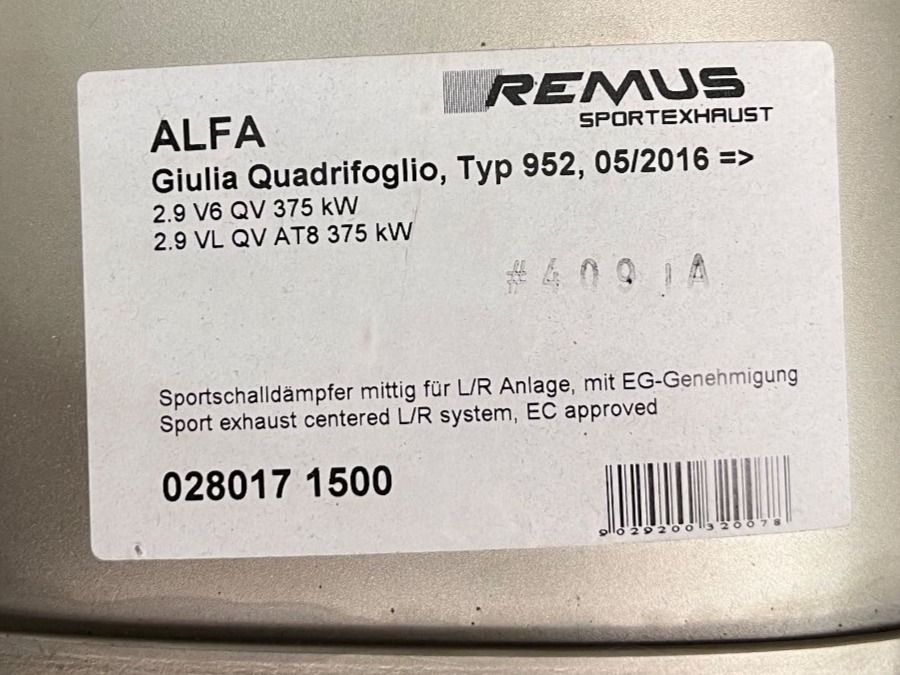 REMUS
SPORTEXHAUST
ALFA
Giulia Quadrifoglio, Typ 952, 05/2016 =>
2.9 V6 QV 375 kW
2.9 VL QV AT8 375 kW
#4091A
Sportschalldämpfer mittig für L/R Anlage, mit EG-Genehmigung
Sport exhaust centered L/R system, EC approved
028017 1500
9029200320078